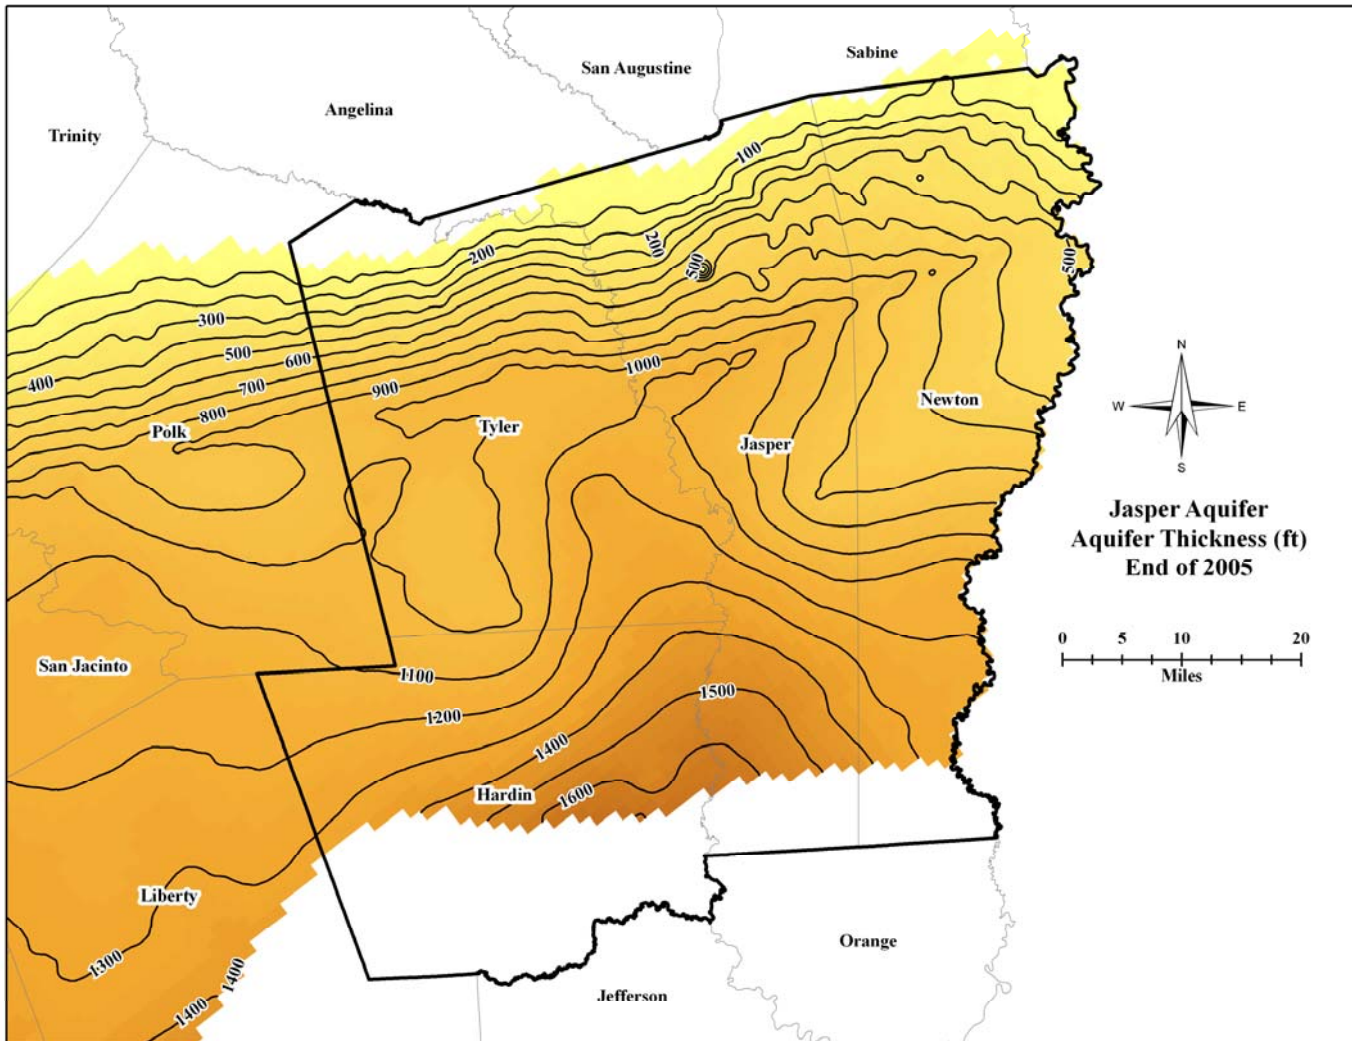 Sabine
San Augustine
Angelina
Trinity
100
200
200
500
500
300
500
600
1000
400
700
900
800
Newton
Polk
Tyler
Jasper
N
W
E
S
Jasper Aquifer
Aquifer Thickness (ft)
End of 2005
0 5 10 20
Miles
San Jacinto
1100
1500
1200
1400
Hardin
1600
Liberty
Orange
1300
1400
1400
Jefferson